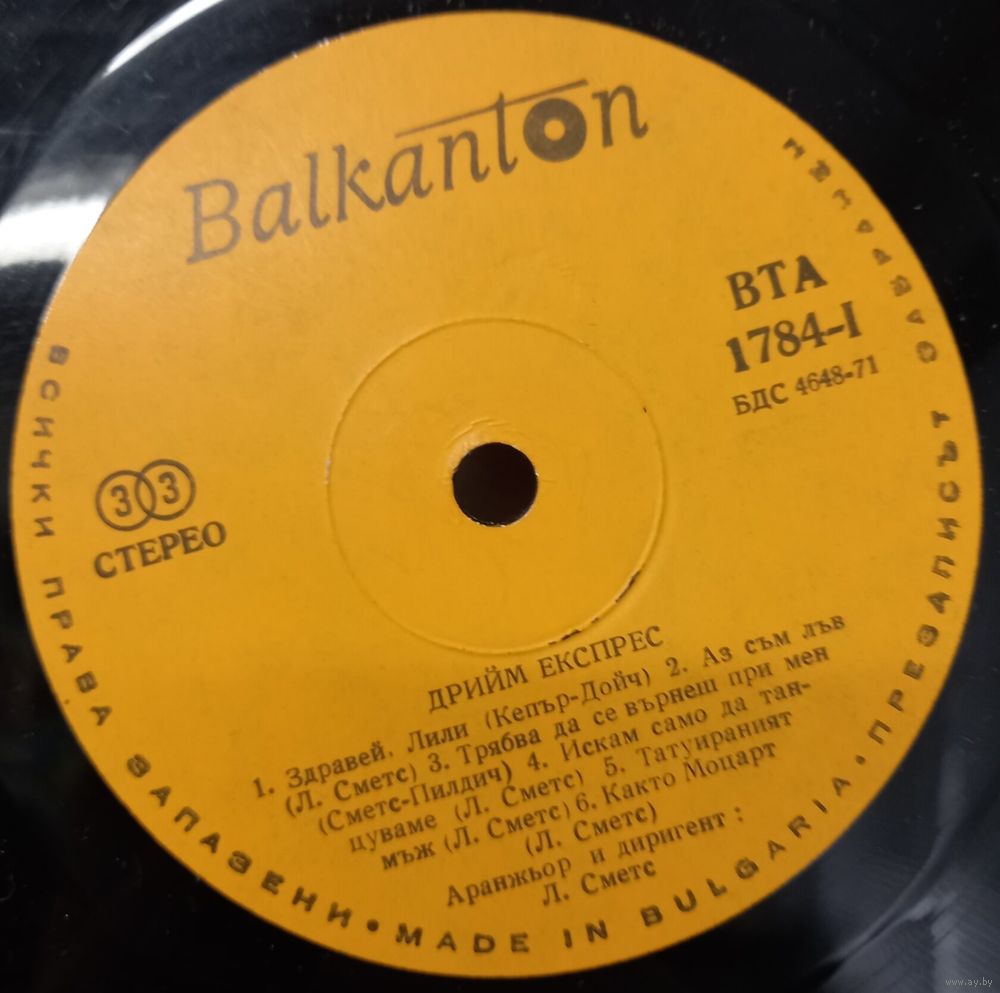 Balkanton
ВТА
1784-I
БДС 4648-71
33
СТЕРЕО
ДРИЙМ ЕКСПРЕС
1. Здравей, Лили (Кепър-Дойч) 2. Аз съм лъв
(Л. Сметс) 3. Трябва да се върнеш при мен
(Сметс-Пилдич) 4. Искам само да тан-
цуваме (Л. Сметс) 5. Татуираният
мъж (Л. Сметс) 6. Както Моцарт
(Л. Сметс)
Аранжьор и диригент:
Л. Сметс
ВСИЧКИ ПРАВА ЗАПАЗЕНИ • MADE IN BULGARIA • ПРЕЗАПИСЪТ ЗАБРАНЕН
www.ay.by